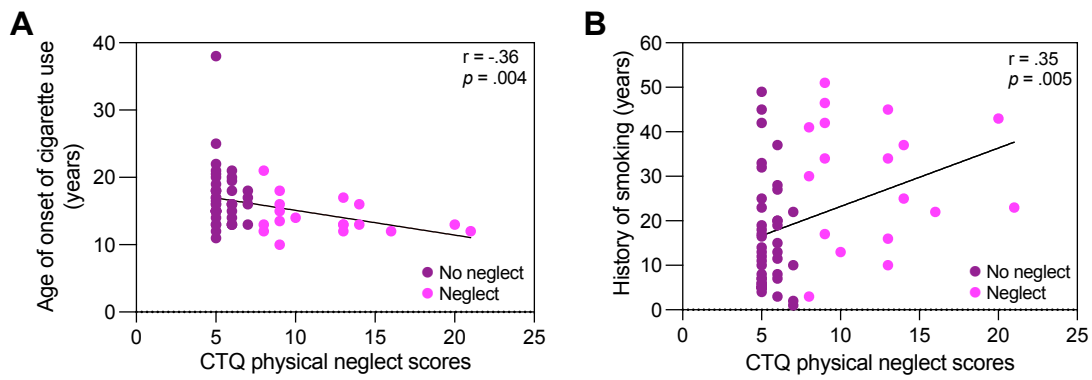 A
Age of onset of cigarette use
(years)
40
30
20
10
0
0 5 10 15 20 25
CTQ physical neglect scores
r = -.36
p = .004
No neglect
Neglect
B
History of smoking (years)
60
50
40
30
20
10
0
0 5 10 15 20 25
CTQ physical neglect scores
r = .35
p = .005
No neglect
Neglect